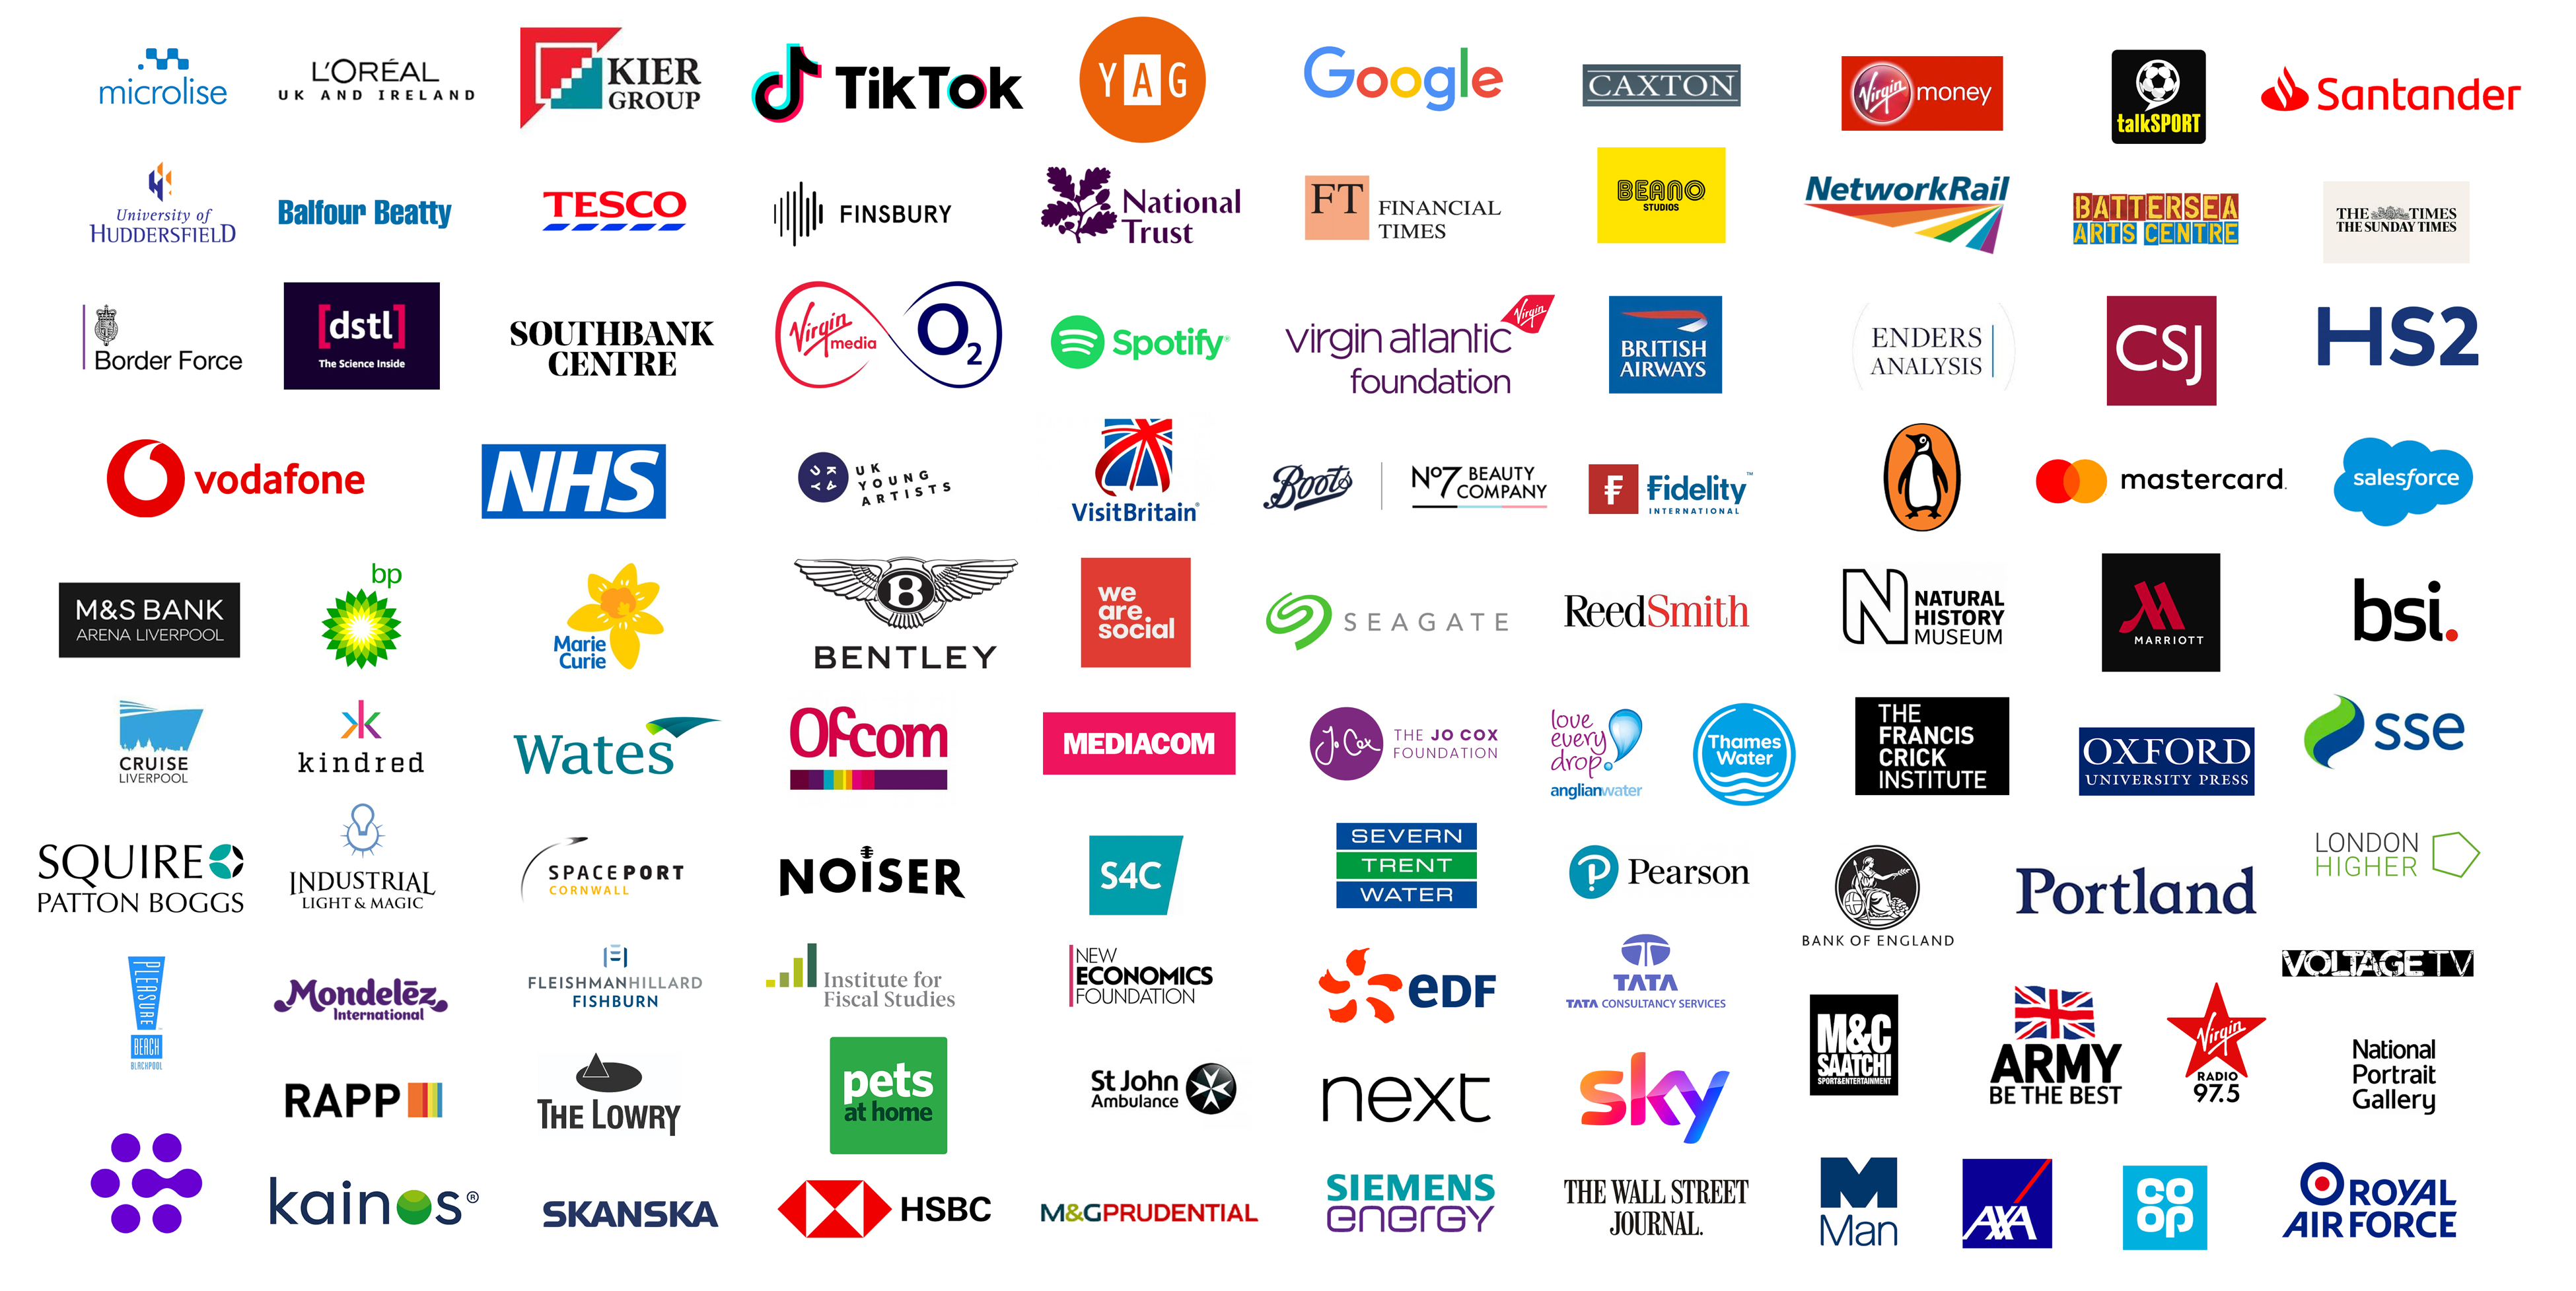 microlise
L'ORÉAL
UK AND IRELAND
KIER
GROUP
TikTok
YAG
Google
CAXTON
Virgin money
talkSPORT
Santander
University of
HUDDERSFIELD
Balfour Beatty
TESCO
FINSBURY
National
Trust
FT
FINANCIAL
TIMES
BEANO
STUDIOS
NetworkRail
BATTERSEA
ARTS CENTRE
THE TIMES
THE SUNDAY TIMES
Border Force
[dstl]
The Science Inside
SOUTHBANK
CENTRE
Virgin
media
O2
Spotify®
Virgin
virgin atlantic
foundation
BRITISH
AIRWAYS
ENDERS
ANALYSIS
CSJ
HS2
vodafone
NHS
UKYA
UK
YOUNG
ARTISTS
VisitBritain®
Boots
No7 BEAUTY
COMPANY
F
Fidelity™
INTERNATIONAL
mastercard.
salesforce
M&S BANK
ARENA LIVERPOOL
bp
Marie
Curie
B
BENTLEY
we
are
social
SEAGATE
ReedSmith
N
NATURAL
HISTORY
MUSEUM
MARRIOTT
bsi.
CRUISE
LIVERPOOL
kindred
Wates
Ofcom
MEDIACOM
Jo Cox
THE JO COX
FOUNDATION
love
every
drop.
anglianwater
Thames
Water
THE
FRANCIS
CRICK
INSTITUTE
OXFORD
UNIVERSITY PRESS
sse
SQUIRE
PATTON BOGGS
INDUSTRIAL
LIGHT & MAGIC
SPACEPORT
CORNWALL
NOISER
S4C
SEVERN
TRENT
WATER
Pearson
BANK OF ENGLAND
Portland
LONDON
HIGHER
PLEASURE
BEACH
BLACKPOOL
Mondelēz
International
FLEISHMANHILLARD
FISHBURN
Institute for
Fiscal Studies
NEW
ECONOMICS
FOUNDATION
eDF
TATA
TATA CONSULTANCY SERVICES
M&C
SAATCHI
SPORT&ENTERTAINMENT
ARMY
BE THE BEST
Virgin
RADIO
97.5
VOLTAGE TV
National
Portrait
Gallery
RAPP
THE LOWRY
pets
at home
St John
Ambulance
next
sky
kainos®
SKANSKA
HSBC
M&GPRUDENTIAL
SIEMENS
energy
THE WALL STREET
JOURNAL.
M
Man
AXA
CO
OP
ROYAL
AIR FORCE